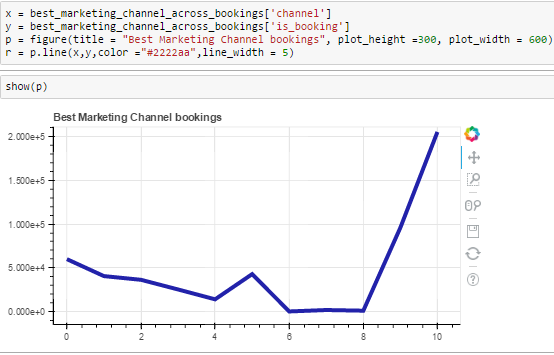 x = best_marketing_channel_across_bookings['channel']
y = best_marketing_channel_across_bookings['is_booking']
p = figure(title = "Best Marketing Channel bookings", plot_height =300, plot_width = 600)
r = p.line(x,y,color ="#2222aa",line_width = 5)
show(p)
Best Marketing Channel bookings
2.000e+5
1.500e+5
1.000e+5
5.000e+4
0.000e+0
0 2 4 6 8 10